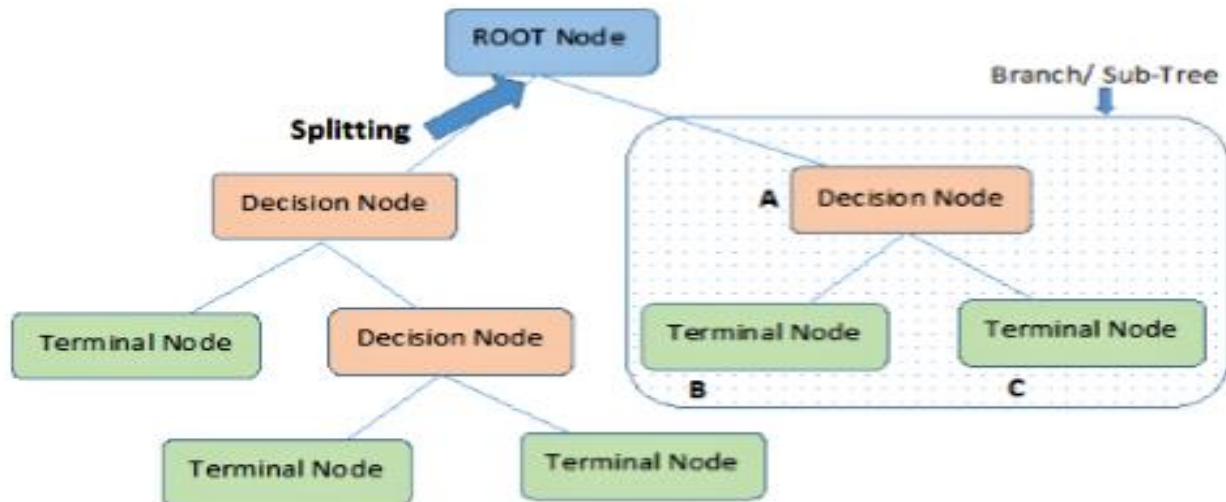 ROOT Node
Branch/ Sub-Tree
Splitting
Decision Node
A
Decision Node
Terminal Node
Decision Node
Terminal Node
Terminal Node
B
C
Terminal Node
Terminal Node